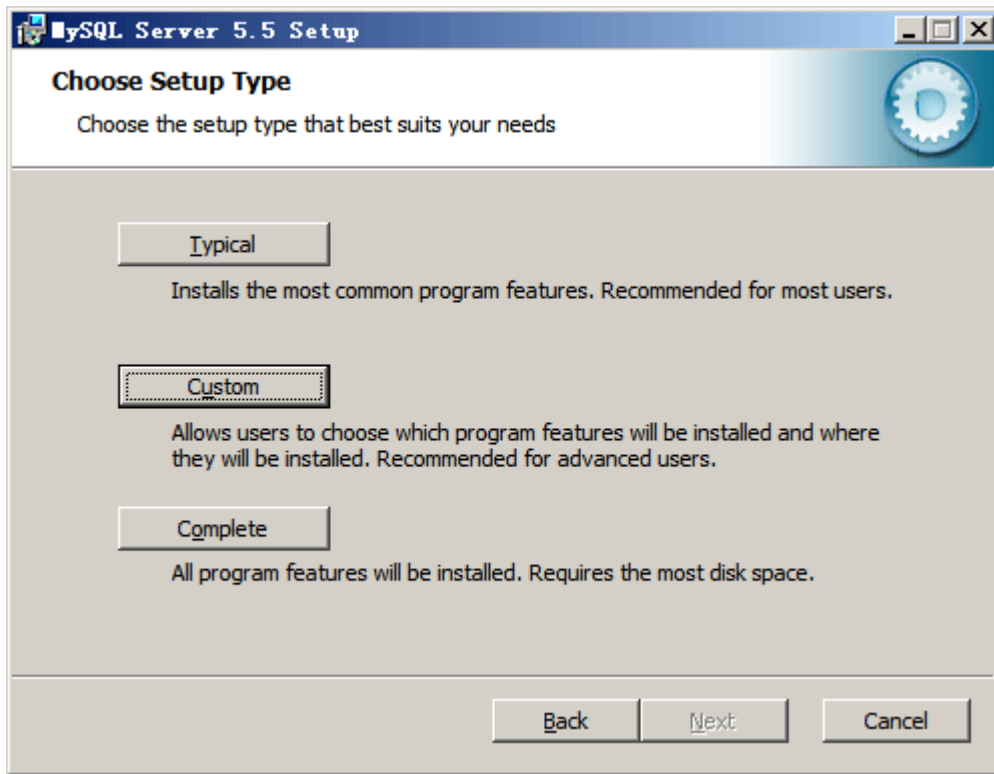 MySQL Server 5.5 Setup
Choose Setup Type
Choose the setup type that best suits your needs
Typical
Installs the most common program features. Recommended for most users.
Custom
Allows users to choose which program features will be installed and where
they will be installed. Recommended for advanced users.
Complete
All program features will be installed. Requires the most disk space.
Back Next Cancel